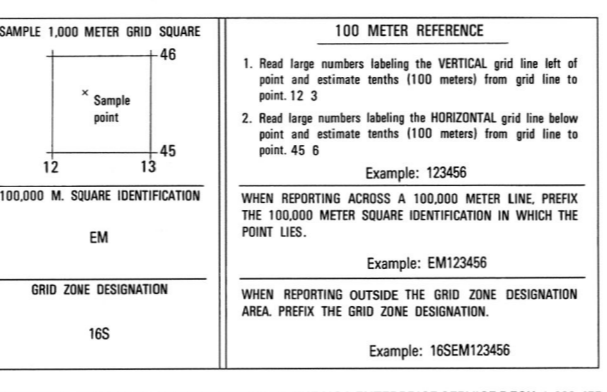 SAMPLE 1,000 METER GRID SQUARE
46
× Sample
point
45
12 13
100,000 M. SQUARE IDENTIFICATION
EM
GRID ZONE DESIGNATION
16S
100 METER REFERENCE
1. Read large numbers labeling the VERTICAL grid line left of
point and estimate tenths (100 meters) from grid line to
point. 12 3
2. Read large numbers labeling the HORIZONTAL grid line below
point and estimate tenths (100 meters) from grid line to
point. 45 6
Example: 123456
WHEN REPORTING ACROSS A 100,000 METER LINE, PREFIX
THE 100,000 METER SQUARE IDENTIFICATION IN WHICH THE
POINT LIES.
Example: EM123456
WHEN REPORTING OUTSIDE THE GRID ZONE DESIGNATION
AREA. PREFIX THE GRID ZONE DESIGNATION.
Example: 16SEM123456